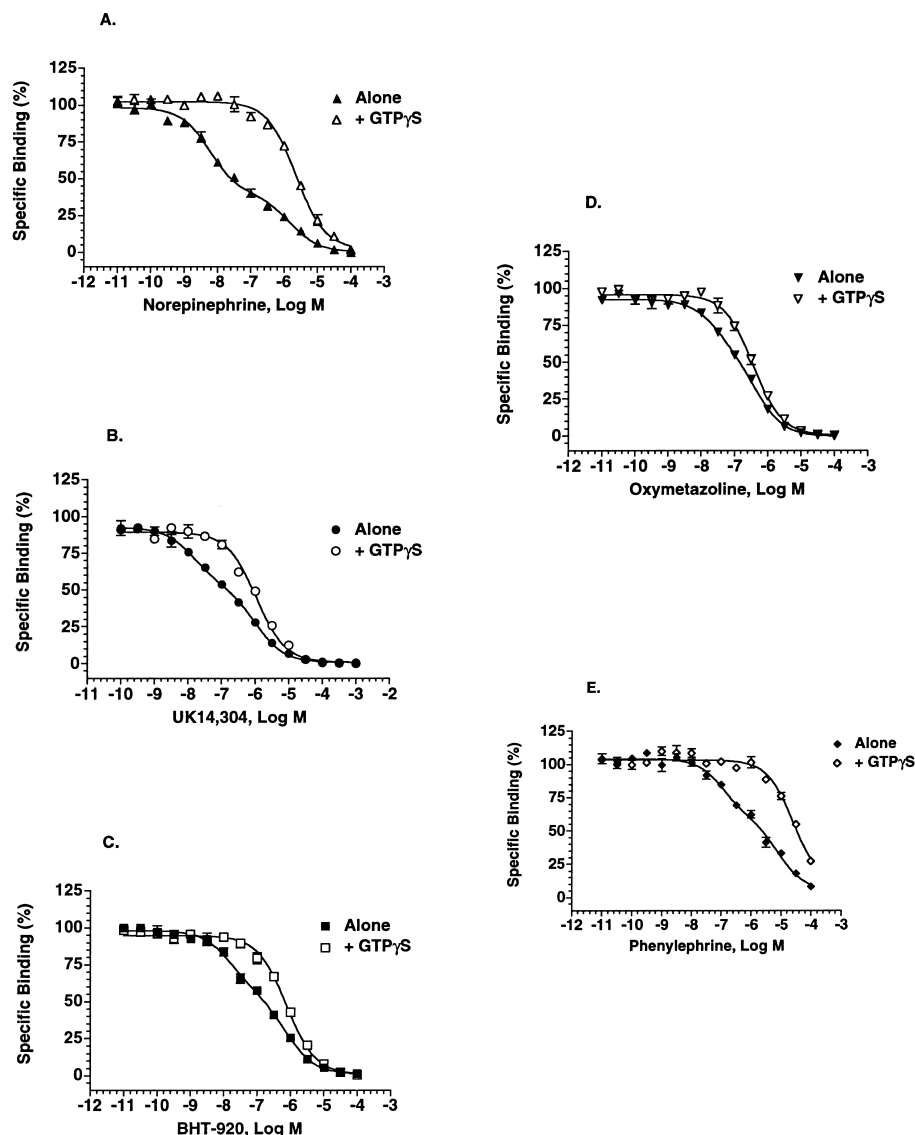 A.
Specific Binding (%)
125
100
75
50
25
0
-12 -11 -10 -9 -8 -7 -6 -5 -4 -3
Norepinephrine, Log M
Alone
+ GTPγS
B.
Specific Binding (%)
125
100
75
50
25
0
-11 -10 -9 -8 -7 -6 -5 -4 -3 -2
UK14,304, Log M
Alone
+ GTPγS
C.
Specific Binding (%)
125
100
75
50
25
0
-12 -11 -10 -9 -8 -7 -6 -5 -4 -3
BHT-920, Log M
Alone
+ GTPγS
D.
Specific Binding (%)
125
100
75
50
25
0
-12 -11 -10 -9 -8 -7 -6 -5 -4 -3
Oxymetazoline, Log M
Alone
+ GTPγS
E.
Specific Binding (%)
125
100
75
50
25
0
-12 -11 -10 -9 -8 -7 -6 -5 -4 -3
Phenylephrine, Log M
Alone
+ GTPγS